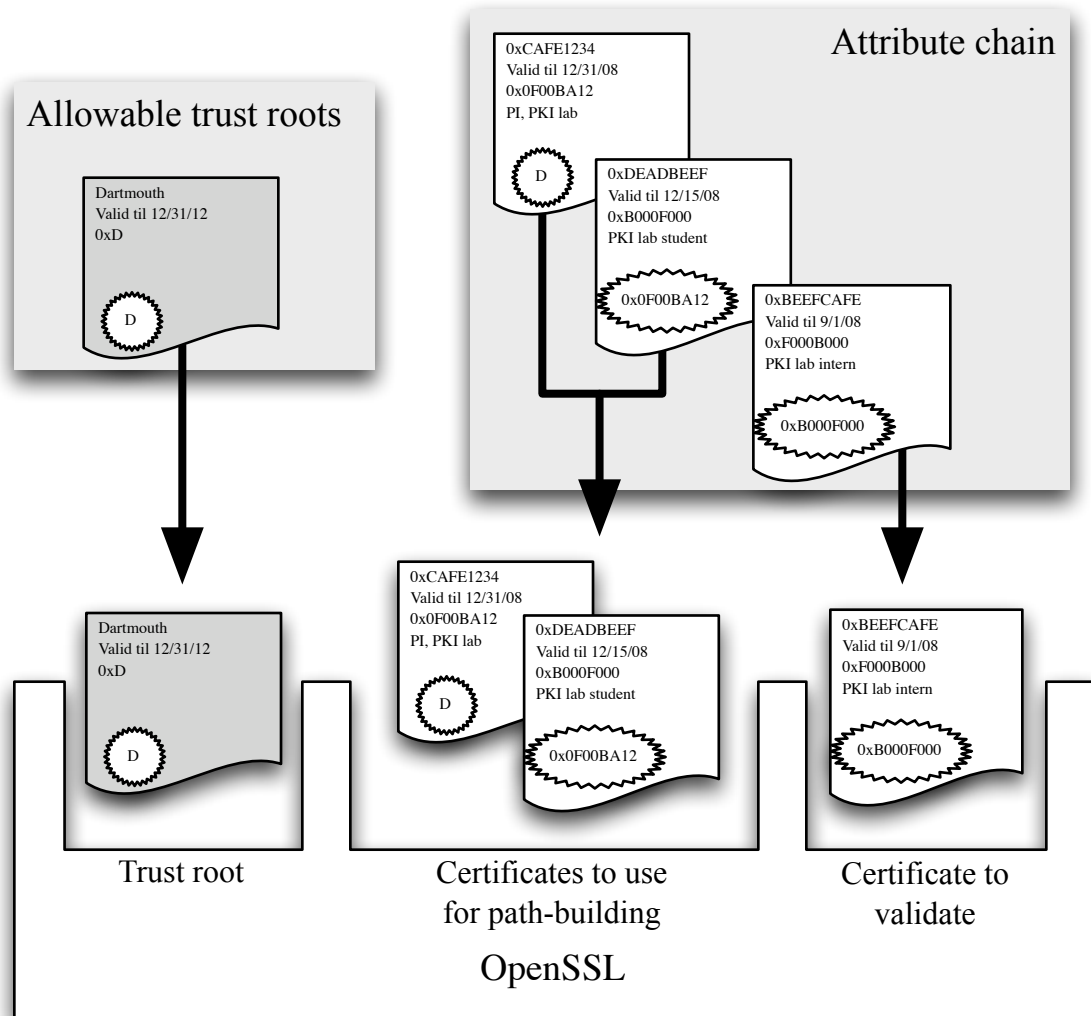 Attribute chain
0xCAFE1234
Valid til 12/31/08
0x0F00BA12
PI, PKI lab
D
0xDEADBEEF
Valid til 12/15/08
0xB000F000
PKI lab student
0x0F00BA12
0xBEEFCAFE
Valid til 9/1/08
0xF000B000
PKI lab intern
0xB000F000
Allowable trust roots
Dartmouth
Valid til 12/31/12
0xD
D
Dartmouth
Valid til 12/31/12
0xD
D
Trust root
0xCAFE1234
Valid til 12/31/08
0x0F00BA12
PI, PKI lab
D
0xDEADBEEF
Valid til 12/15/08
0xB000F000
PKI lab student
0x0F00BA12
Certificates to use
for path-building
0xBEEFCAFE
Valid til 9/1/08
0xF000B000
PKI lab intern
0xB000F000
Certificate to
validate
OpenSSL